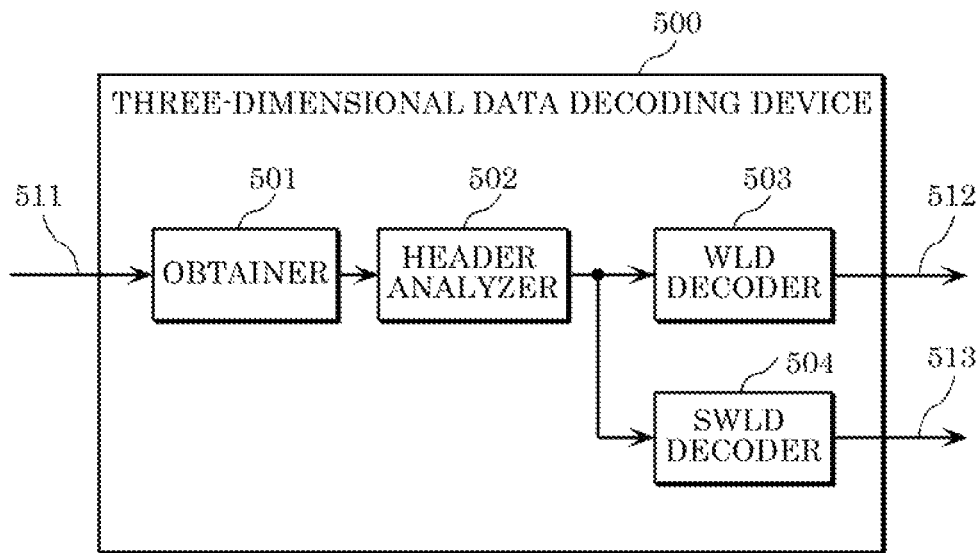 500
THREE-DIMENSIONAL DATA DECODING DEVICE
511
501
502
503
512
OBTAINER
HEADER
ANALYZER
WLD
DECODER
504
513
SWLD
DECODER